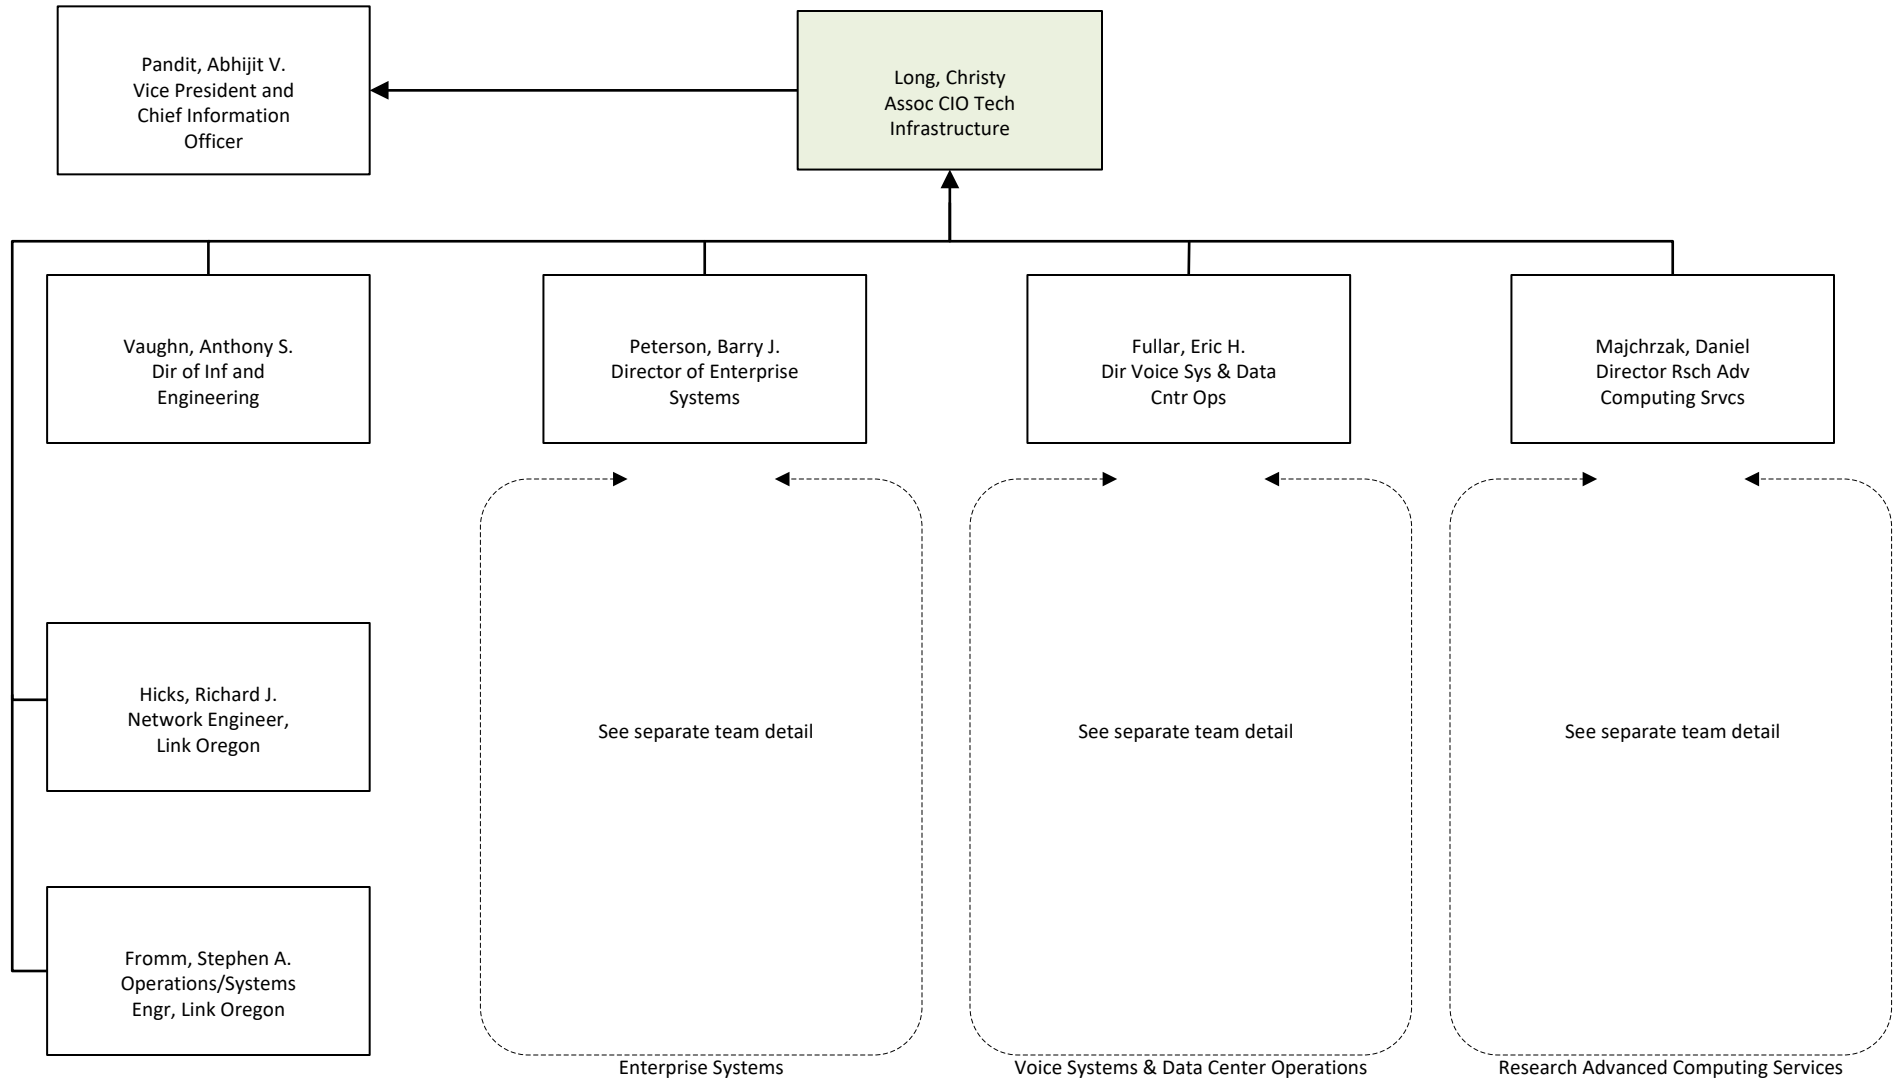 Pandit, Abhijit V.
Vice President and
Chief Information
Officer
Long, Christy
Assoc CIO Tech
Infrastructure
Vaughn, Anthony S.
Dir of Inf and
Engineering
Peterson, Barry J.
Director of Enterprise
Systems
Fullar, Eric H.
Dir Voice Sys & Data
Cntr Ops
Majchrzak, Daniel
Director Rsch Adv
Computing Srvcs
Hicks, Richard J.
Network Engineer,
Link Oregon
See separate team detail
See separate team detail
See separate team detail
Fromm, Stephen A.
Operations/Systems
Engr, Link Oregon
Enterprise Systems
Voice Systems & Data Center Operations
Research Advanced Computing Services